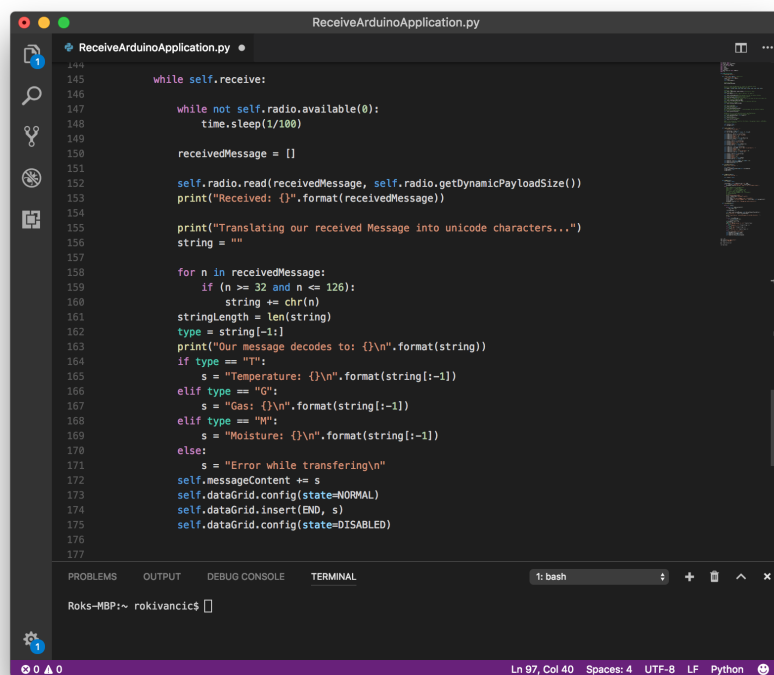 ReceiveArduinoApplication.py
ReceiveArduinoApplication.py
144
145 while self.receive:
146
147 while not self.radio.available(0):
148 time.sleep(1/100)
149
150 receivedMessage = []
151
152 self.radio.read(receivedMessage, self.radio.getDynamicPayloadSize())
153 print("Received: {}".format(receivedMessage))
154
155 print("Translating our received Message into unicode characters...")
156 string = ""
157
158 for n in receivedMessage:
159 if (n >= 32 and n <= 126):
160 string += chr(n)
161 stringLength = len(string)
162 type = string[-1:]
163 print("Our message decodes to: {}\n".format(string))
164 if type == "T":
165 s = "Temperature: {}\n".format(string[:-1])
166 elif type == "G":
167 s = "Gas: {}\n".format(string[:-1])
168 elif type == "M":
169 s = "Moisture: {}\n".format(string[:-1])
170 else:
171 s = "Error while transfering\n"
172 self.messageContent += s
173 self.dataGrid.config(state=NORMAL)
174 self.dataGrid.insert(END, s)
175 self.dataGrid.config(state=DISABLED)
176
177
1
PROBLEMS OUTPUT DEBUG CONSOLE TERMINAL 1: bash
Roks-MBP:~ rokivancic$
1
0 0 Ln 97, Col 40 Spaces: 4 UTF-8 LF Python